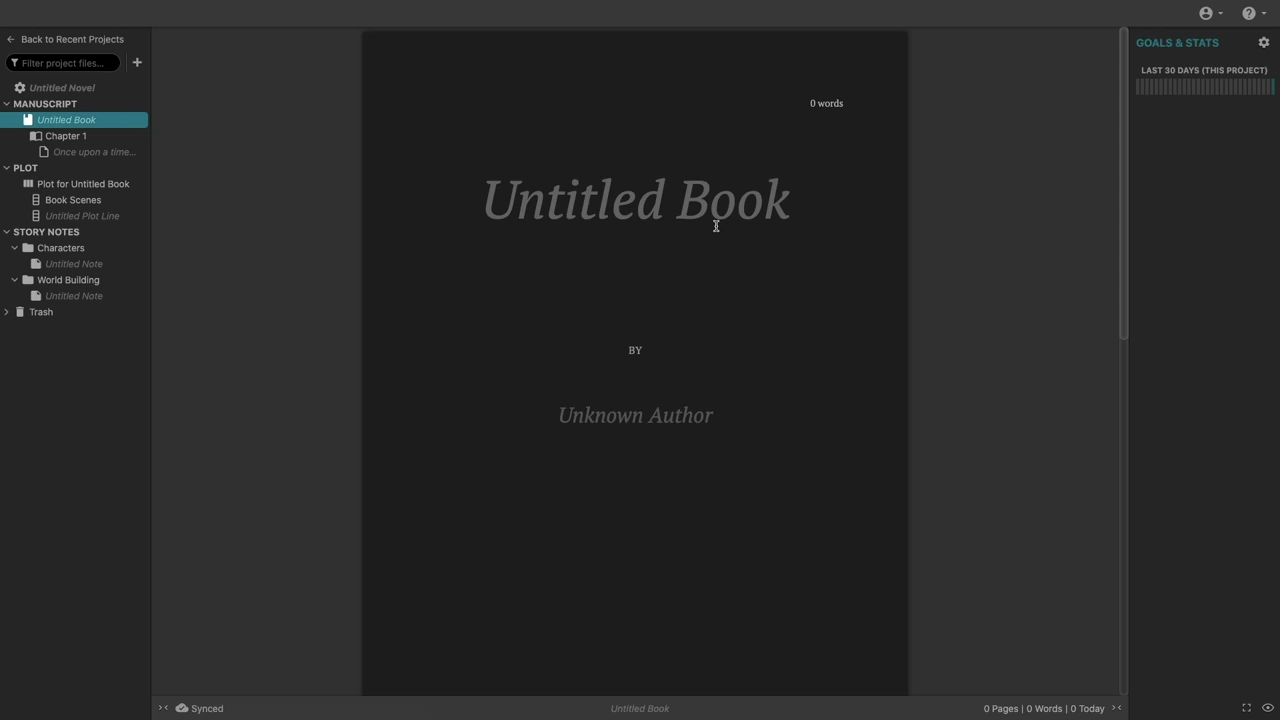 Back to Recent Projects
Filter project files...
Untitled Novel
MANUSCRIPT
Untitled Book
Chapter 1
Once upon a time...
PLOT
Plot for Untitled Book
Book Scenes
Untitled Plot Line
STORY NOTES
Characters
Untitled Note
World Building
Untitled Note
Trash
0 words
Untitled Book
BY
Unknown Author
GOALS & STATS
LAST 30 DAYS (THIS PROJECT)
Synced
Untitled Book
0 Pages | 0 Words | 0 Today